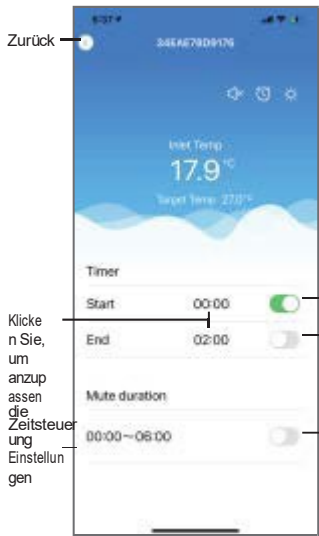 Zurück
34EAE78D9176
Inlet Temp
17.9 °C
Target Temp 27.0°C
Timer
Start 00:00
End 02:00
Mute duration
00:00~06:00
Klicke
n Sie,
um
anzup
assen
die
Zeitsteuer
ung
Einstellun
gen